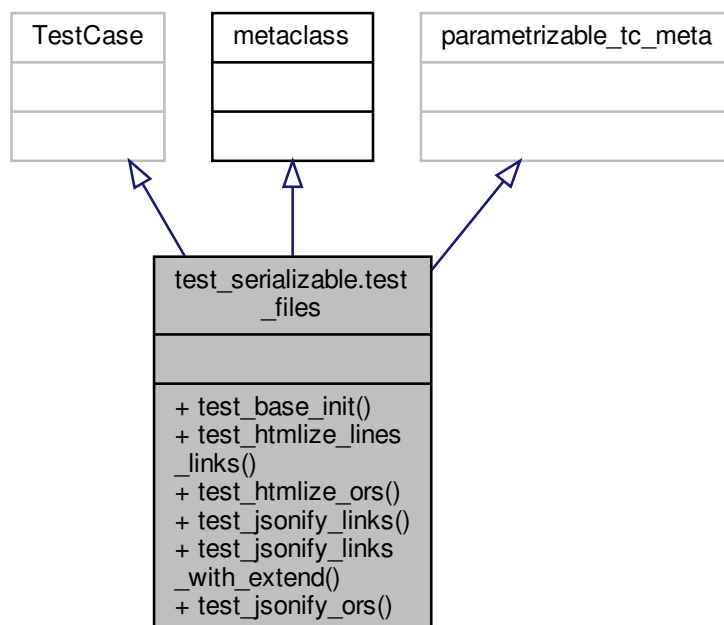 TestCase
metaclass
parametrizable_tc_meta
test_serializable.test
_files
+ test_base_init()
+ test_htmlize_lines
_links()
+ test_htmlize_ors()
+ test_jsonify_links()
+ test_jsonify_links
_with_extend()
+ test_jsonify_ors()